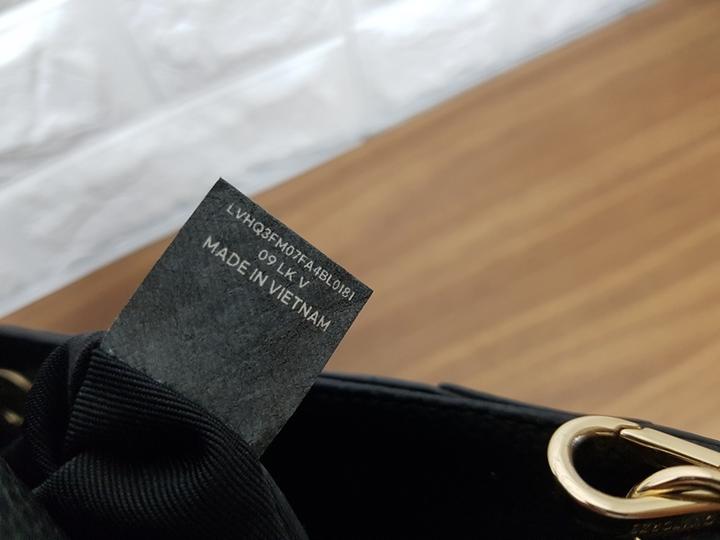 LVHQ3FM07FA4BL0181
09 LK V
MADE IN VIETNAM